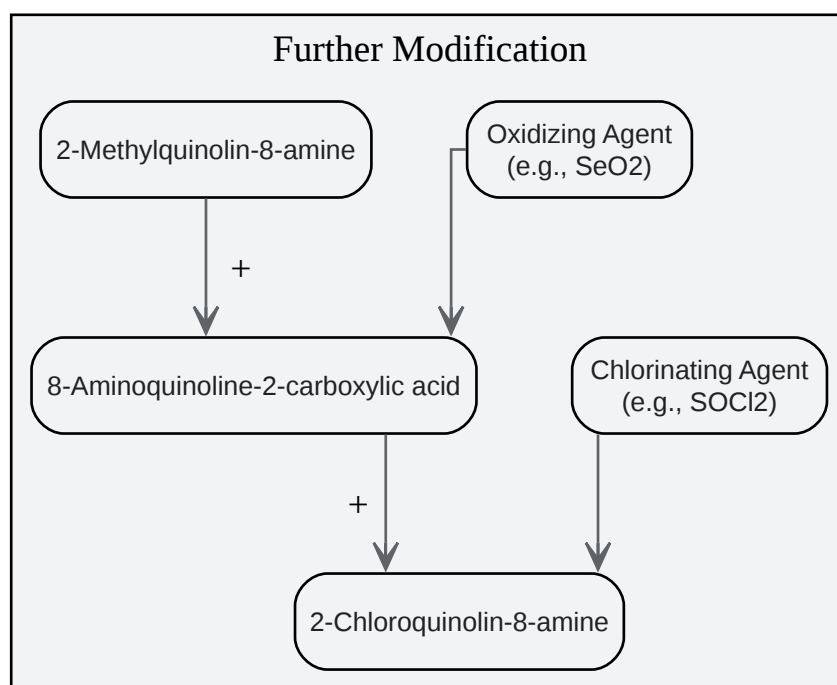 Further Modification
2-Methylquinolin-8-amine
Oxidizing Agent
(e.g., SeO2)
+
8-Aminoquinoline-2-carboxylic acid
Chlorinating Agent
(e.g., SOCl2)
+
2-Chloroquinolin-8-amine